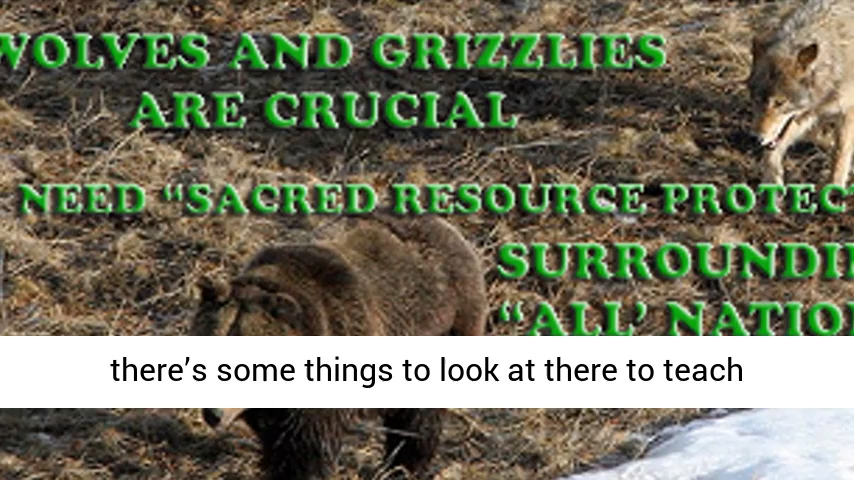 WOLVES AND GRIZZLIES
ARE CRUCIAL
NEED “SACRED RESOURCE
SURROUNDI
“ALL’ NATIO
there’s some things to look at there to teach